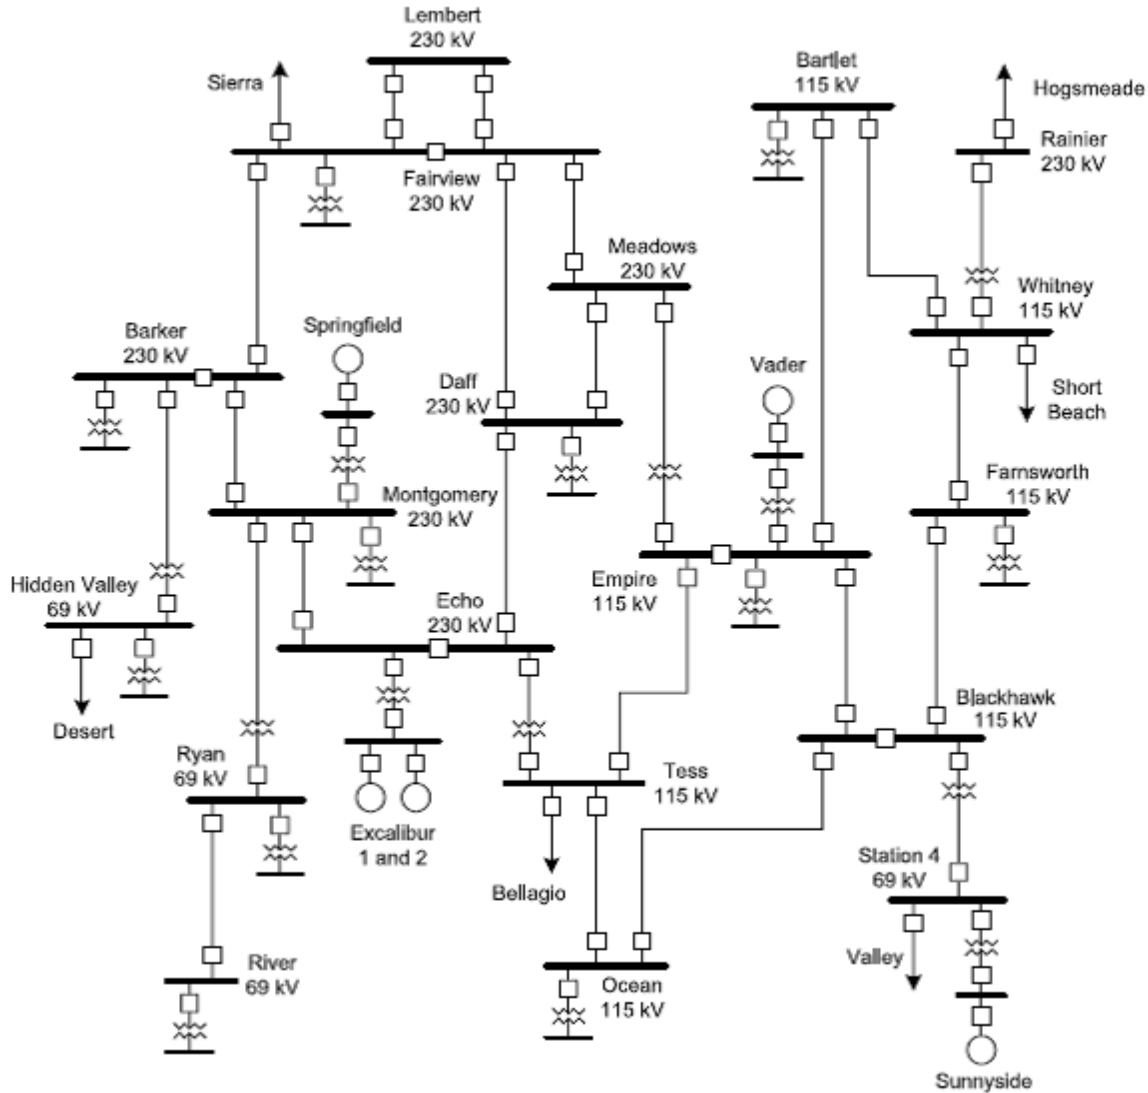 Lembert
230 kV
Sierra
Bartlet
115 kV
Hogsmeade
Rainier
230 kV
Fairview
230 kV
Meadows
230 kV
Whitney
115 kV
Springfield
Barker
230 kV
Vader
Daff
230 kV
Short
Beach
Farnsworth
115 kV
Montgomery
230 kV
Hidden Valley
69 kV
Empire
115 kV
Echo
230 kV
Desert
Blackhawk
115 kV
Ryan
69 kV
Tess
115 kV
Excalibur
1 and 2
Station 4
69 kV
Bellagio
Valley
River
69 kV
Ocean
115 kV
Sunnyside